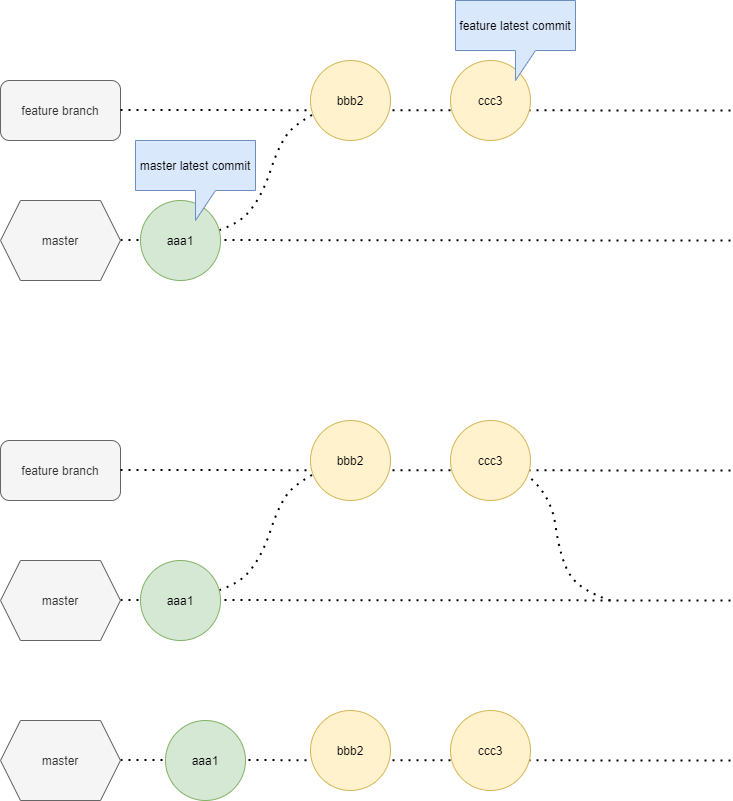 feature latest commit
feature branch
bbb2
ccc3
master latest commit
master
aaa1
feature branch
bbb2
ccc3
master
aaa1
master
aaa1
bbb2
ccc3